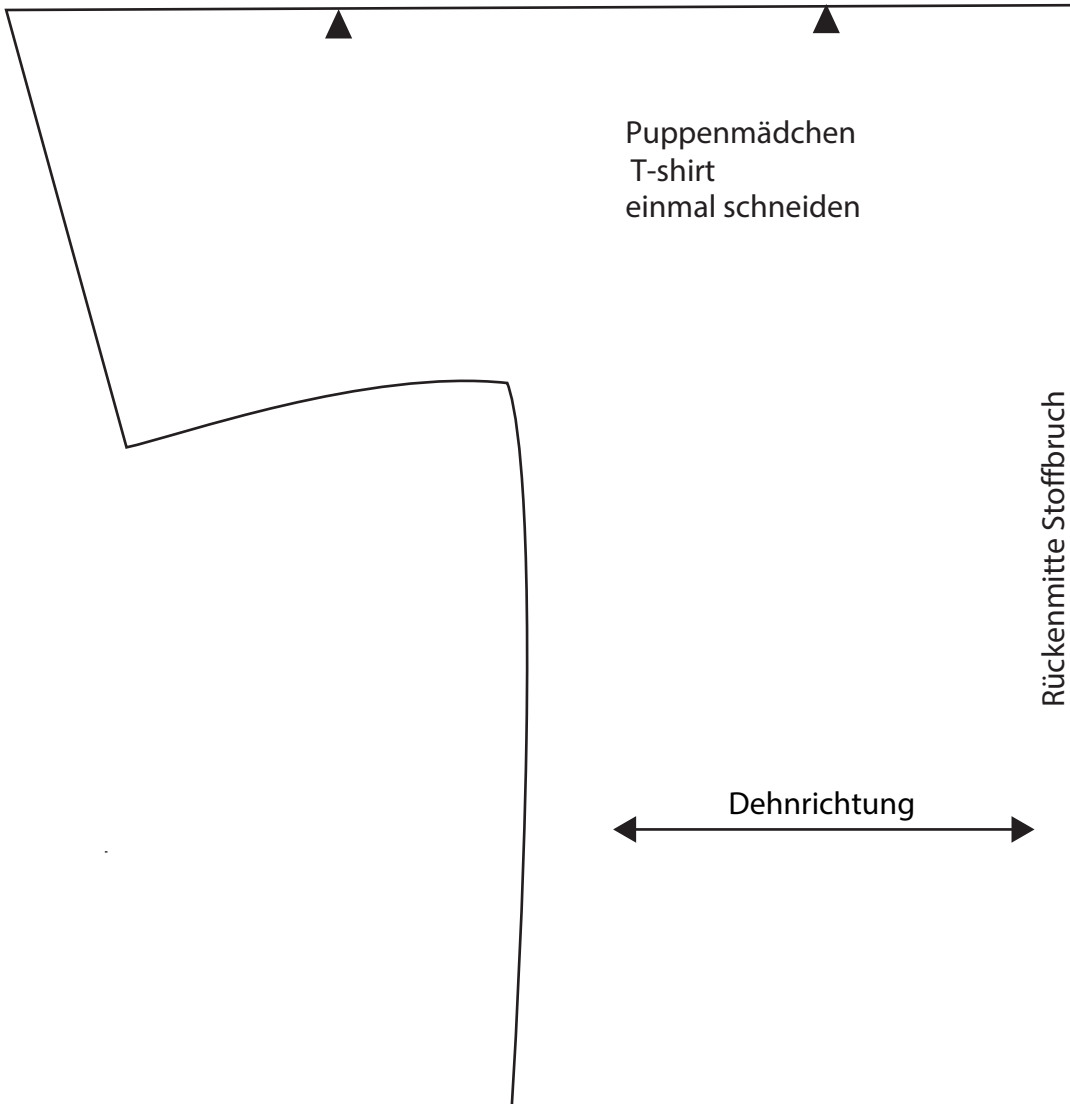 Puppenmädchen
T-shirt
einmal schneiden
Rückenmitte Stoffbruch
Dehnrichtung